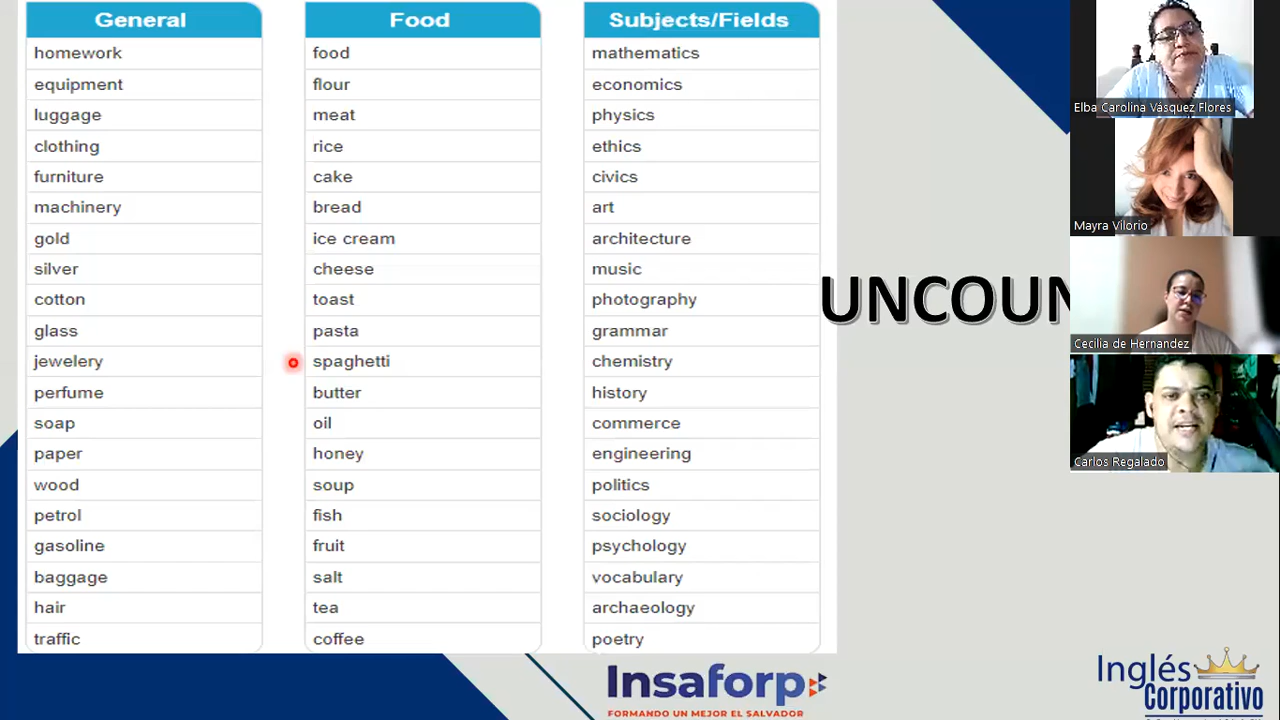 General
homework
equipment
luggage
clothing
furniture
machinery
gold
silver
cotton
glass
jewelery
perfume
soap
paper
wood
petrol
gasoline
baggage
hair
traffic
Food
food
flour
meat
rice
cake
bread
ice cream
cheese
toast
pasta
spaghetti
butter
oil
honey
soup
fish
fruit
salt
tea
coffee
Subjects/Fields
mathematics
economics
physics
ethics
civics
art
architecture
music
photography
grammar
chemistry
history
commerce
engineering
politics
sociology
psychology
vocabulary
archaeology
poetry
UNCOUN
Elba Carolina Vásquez Flores
Mayra Vilorio
Cecilia de Hernandez
Carlos Regalado
Insaforp
FORMANDO UN MEJOR EL SALVADOR
Inglés
Corporativo